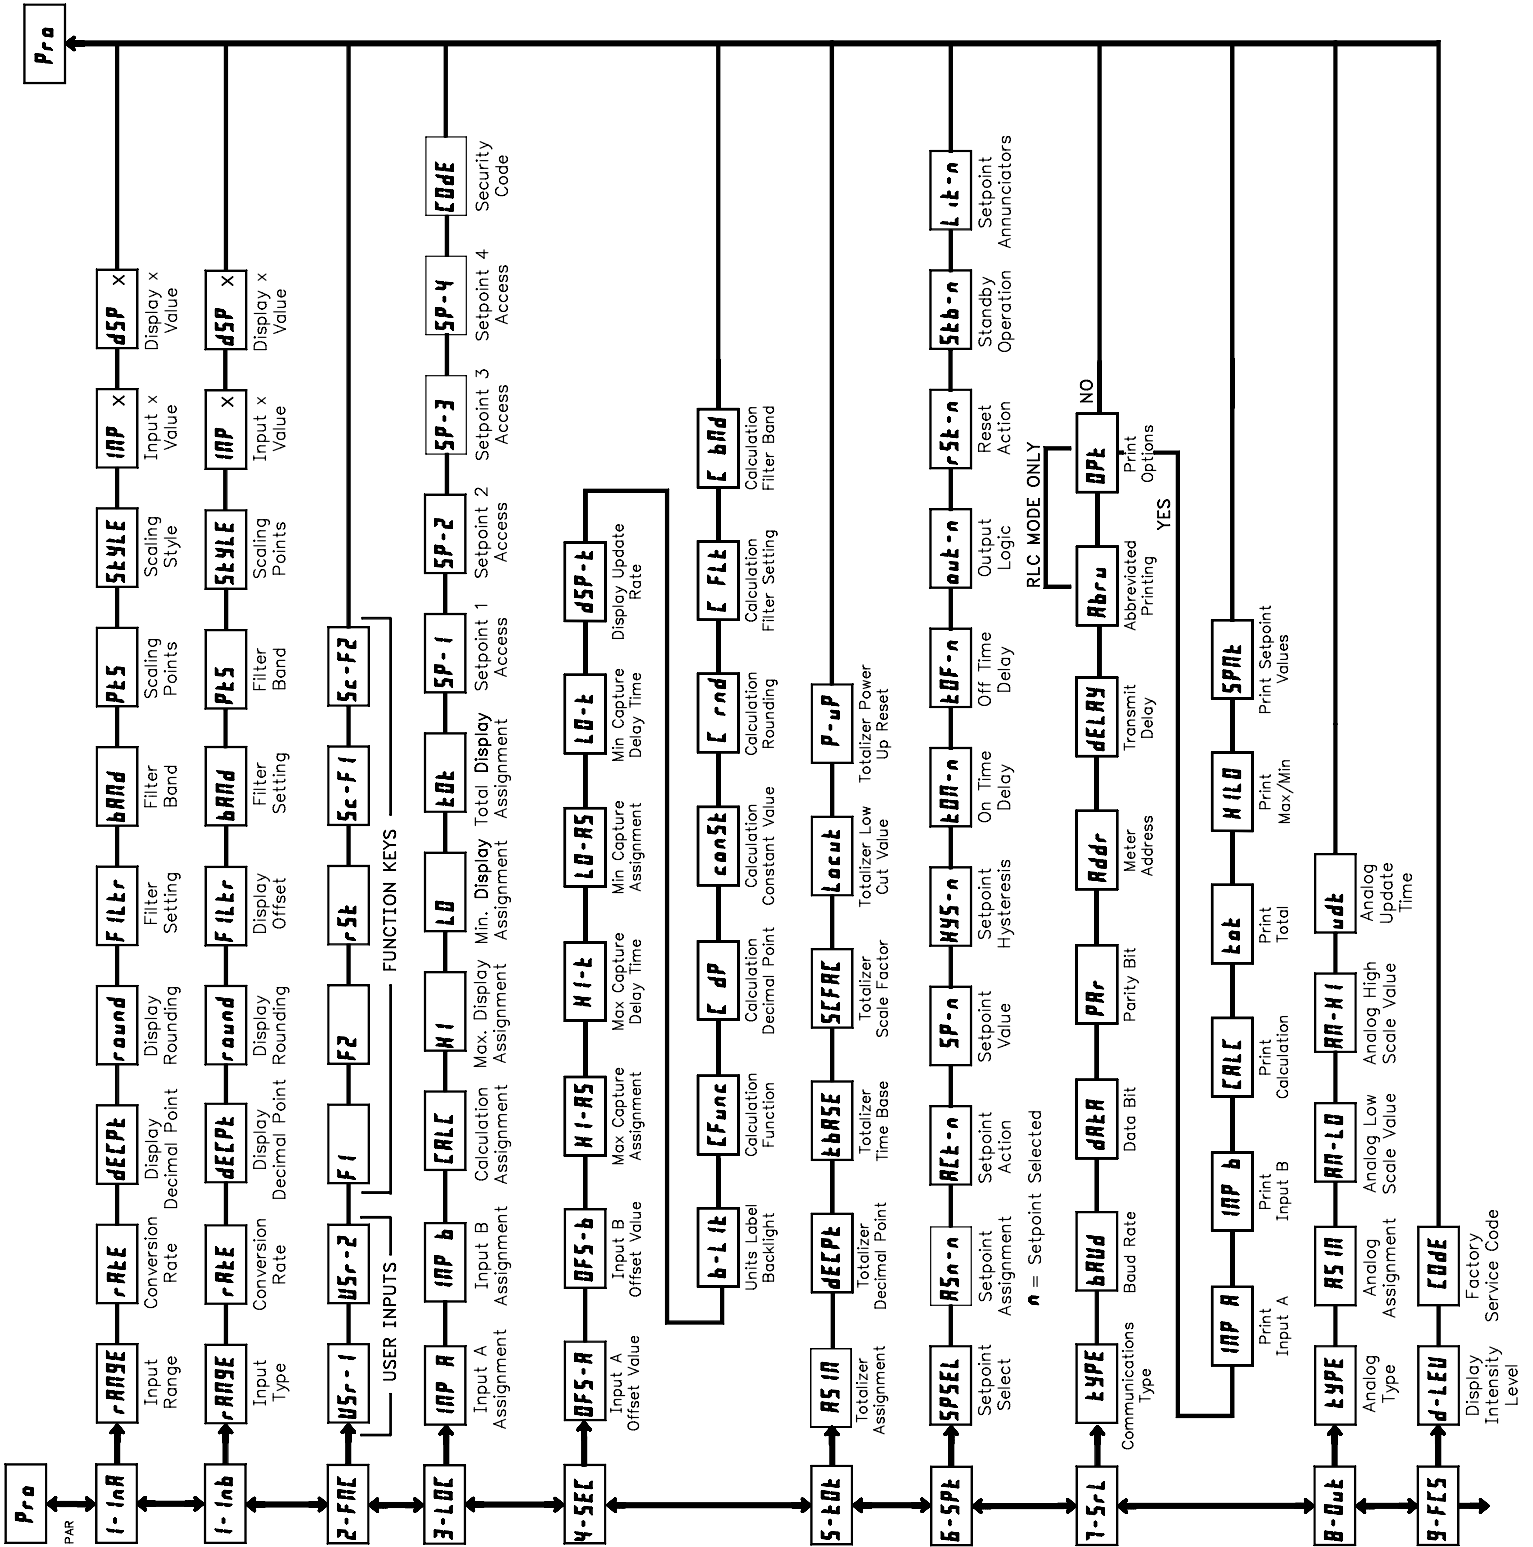 Pro
PAR
Pro
1-InA
rANGE
Input
Range
rAtE
Conversion
Rate
dECPt
Display
Decimal Point
round
Display
Rounding
FILtr
Filter
Setting
bANd
Filter
Band
PtS
Scaling
Points
StYLE
Scaling
Style
INP x
Input x
Value
dSP x
Display x
Value
1-Inb
rANGE
Input
Type
rAtE
Conversion
Rate
dECPt
Display
Decimal Point
round
Display
Rounding
FILtr
Display
Offset
bANd
Filter
Setting
PtS
Filter
Band
StYLE
Scaling
Points
INP x
Input x
Value
dSP x
Display x
Value
2-FNC
USr-1
USr-2
F1
F2
rSt
Sc-F1
Sc-F2
USER INPUTS
FUNCTION KEYS
3-LOC
INP A
Input A
Assignment
INP b
Input B
Assignment
CALC
Calculation
Assignment
HI
Max. Display
Assignment
LO
Min. Display
Assignment
tOt
Total Display
Assignment
SP-1
Setpoint 1
Access
SP-2
Setpoint 2
Access
SP-3
Setpoint 3
Access
SP-4
Setpoint 4
Access
COdE
Security
Code
4-SEC
OFS-A
Input A
Offset Value
OFS-b
Input B
Offset Value
HI-AS
Max Capture
Assignment
HI-t
Max Capture
Delay Time
LO-AS
Min Capture
Assignment
LO-t
Min Capture
Delay Time
dSP-t
Display Update
Rate
b-LIt
Units Label
Backlight
CFunc
Calculation
Function
C dP
Calculation
Decimal Point
conSt
Calculation
Constant Value
C rnd
Calculation
Rounding
C FLt
Calculation
Filter Setting
C bNd
Calculation
Filter Band
5-tOt
ASIN
Totalizer
Assignment
dECPt
Totalizer
Decimal Point
tbASE
Totalizer
Time Base
SCFAC
Totalizer
Scale Factor
Locut
Totalizer Low
Cut Value
P-uP
Totalizer Power
Up Reset
6-SPt
SPSEL
Setpoint
Select
ASn-n
Setpoint
Assignment
ACt-n
Setpoint
Action
SP-n
Setpoint
Value
HYS-n
Setpoint
Hysteresis
tON-n
On Time
Delay
tOF-n
Off Time
Delay
out-n
Output
Logic
rSt-n
Reset
Action
Stb-n
Standby
Operation
Lit-n
Setpoint
Annunciators
n = Setpoint Selected
RLC MODE ONLY
7-SrL
tYPE
Communications
Type
bAUd
Baud Rate
dAtA
Data Bit
PAr
Parity Bit
Addr
Meter
Address
dELAY
Transmit
Delay
Abrv
Abbreviated
Printing
OPt
Print
Options
NO
YES
INP A
Print
Input A
INP b
Print
Input B
CALC
Print
Calculation
tot
Print
Total
HILO
Print
Max/Min
SPNt
Print Setpoint
Values
8-Out
tYPE
Analog
Type
ASIN
Analog
Assignment
AN-LO
Analog Low
Scale Value
AN-HI
Analog High
Scale Value
udt
Analog
Update
Time
9-FCS
d-LEV
Display
Intensity
Level
COdE
Factory
Service Code